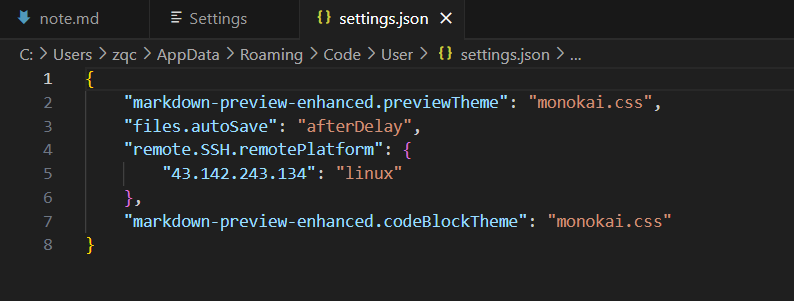 note.md Settings settings.json
C: > Users > zqc > AppData > Roaming > Code > User > {} settings.json > ...
1 {
2 "markdown-preview-enhanced.previewTheme": "monokai.css",
3 "files.autoSave": "afterDelay",
4 "remote.SSH.remotePlatform": {
5 "43.142.243.134": "linux"
6 },
7 "markdown-preview-enhanced.codeBlockTheme": "monokai.css"
8 }